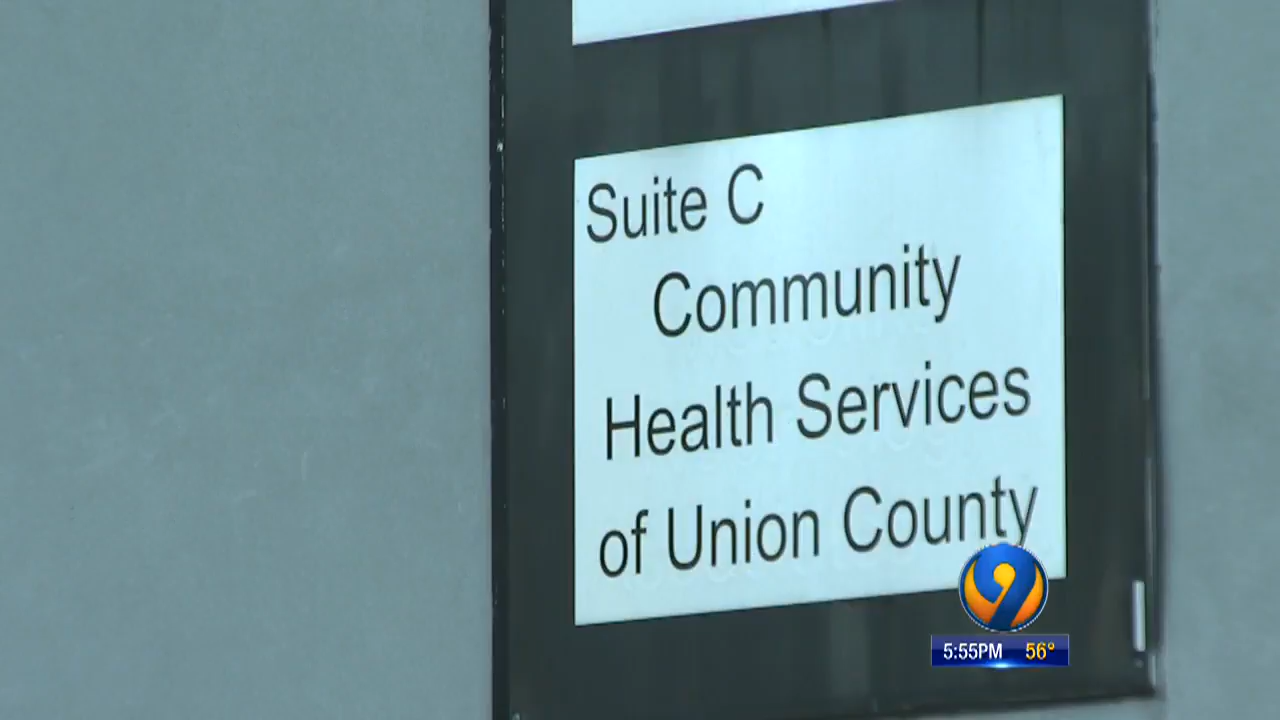 Suite C
Community
Health Services
of Union County
9
5:55PM 56°